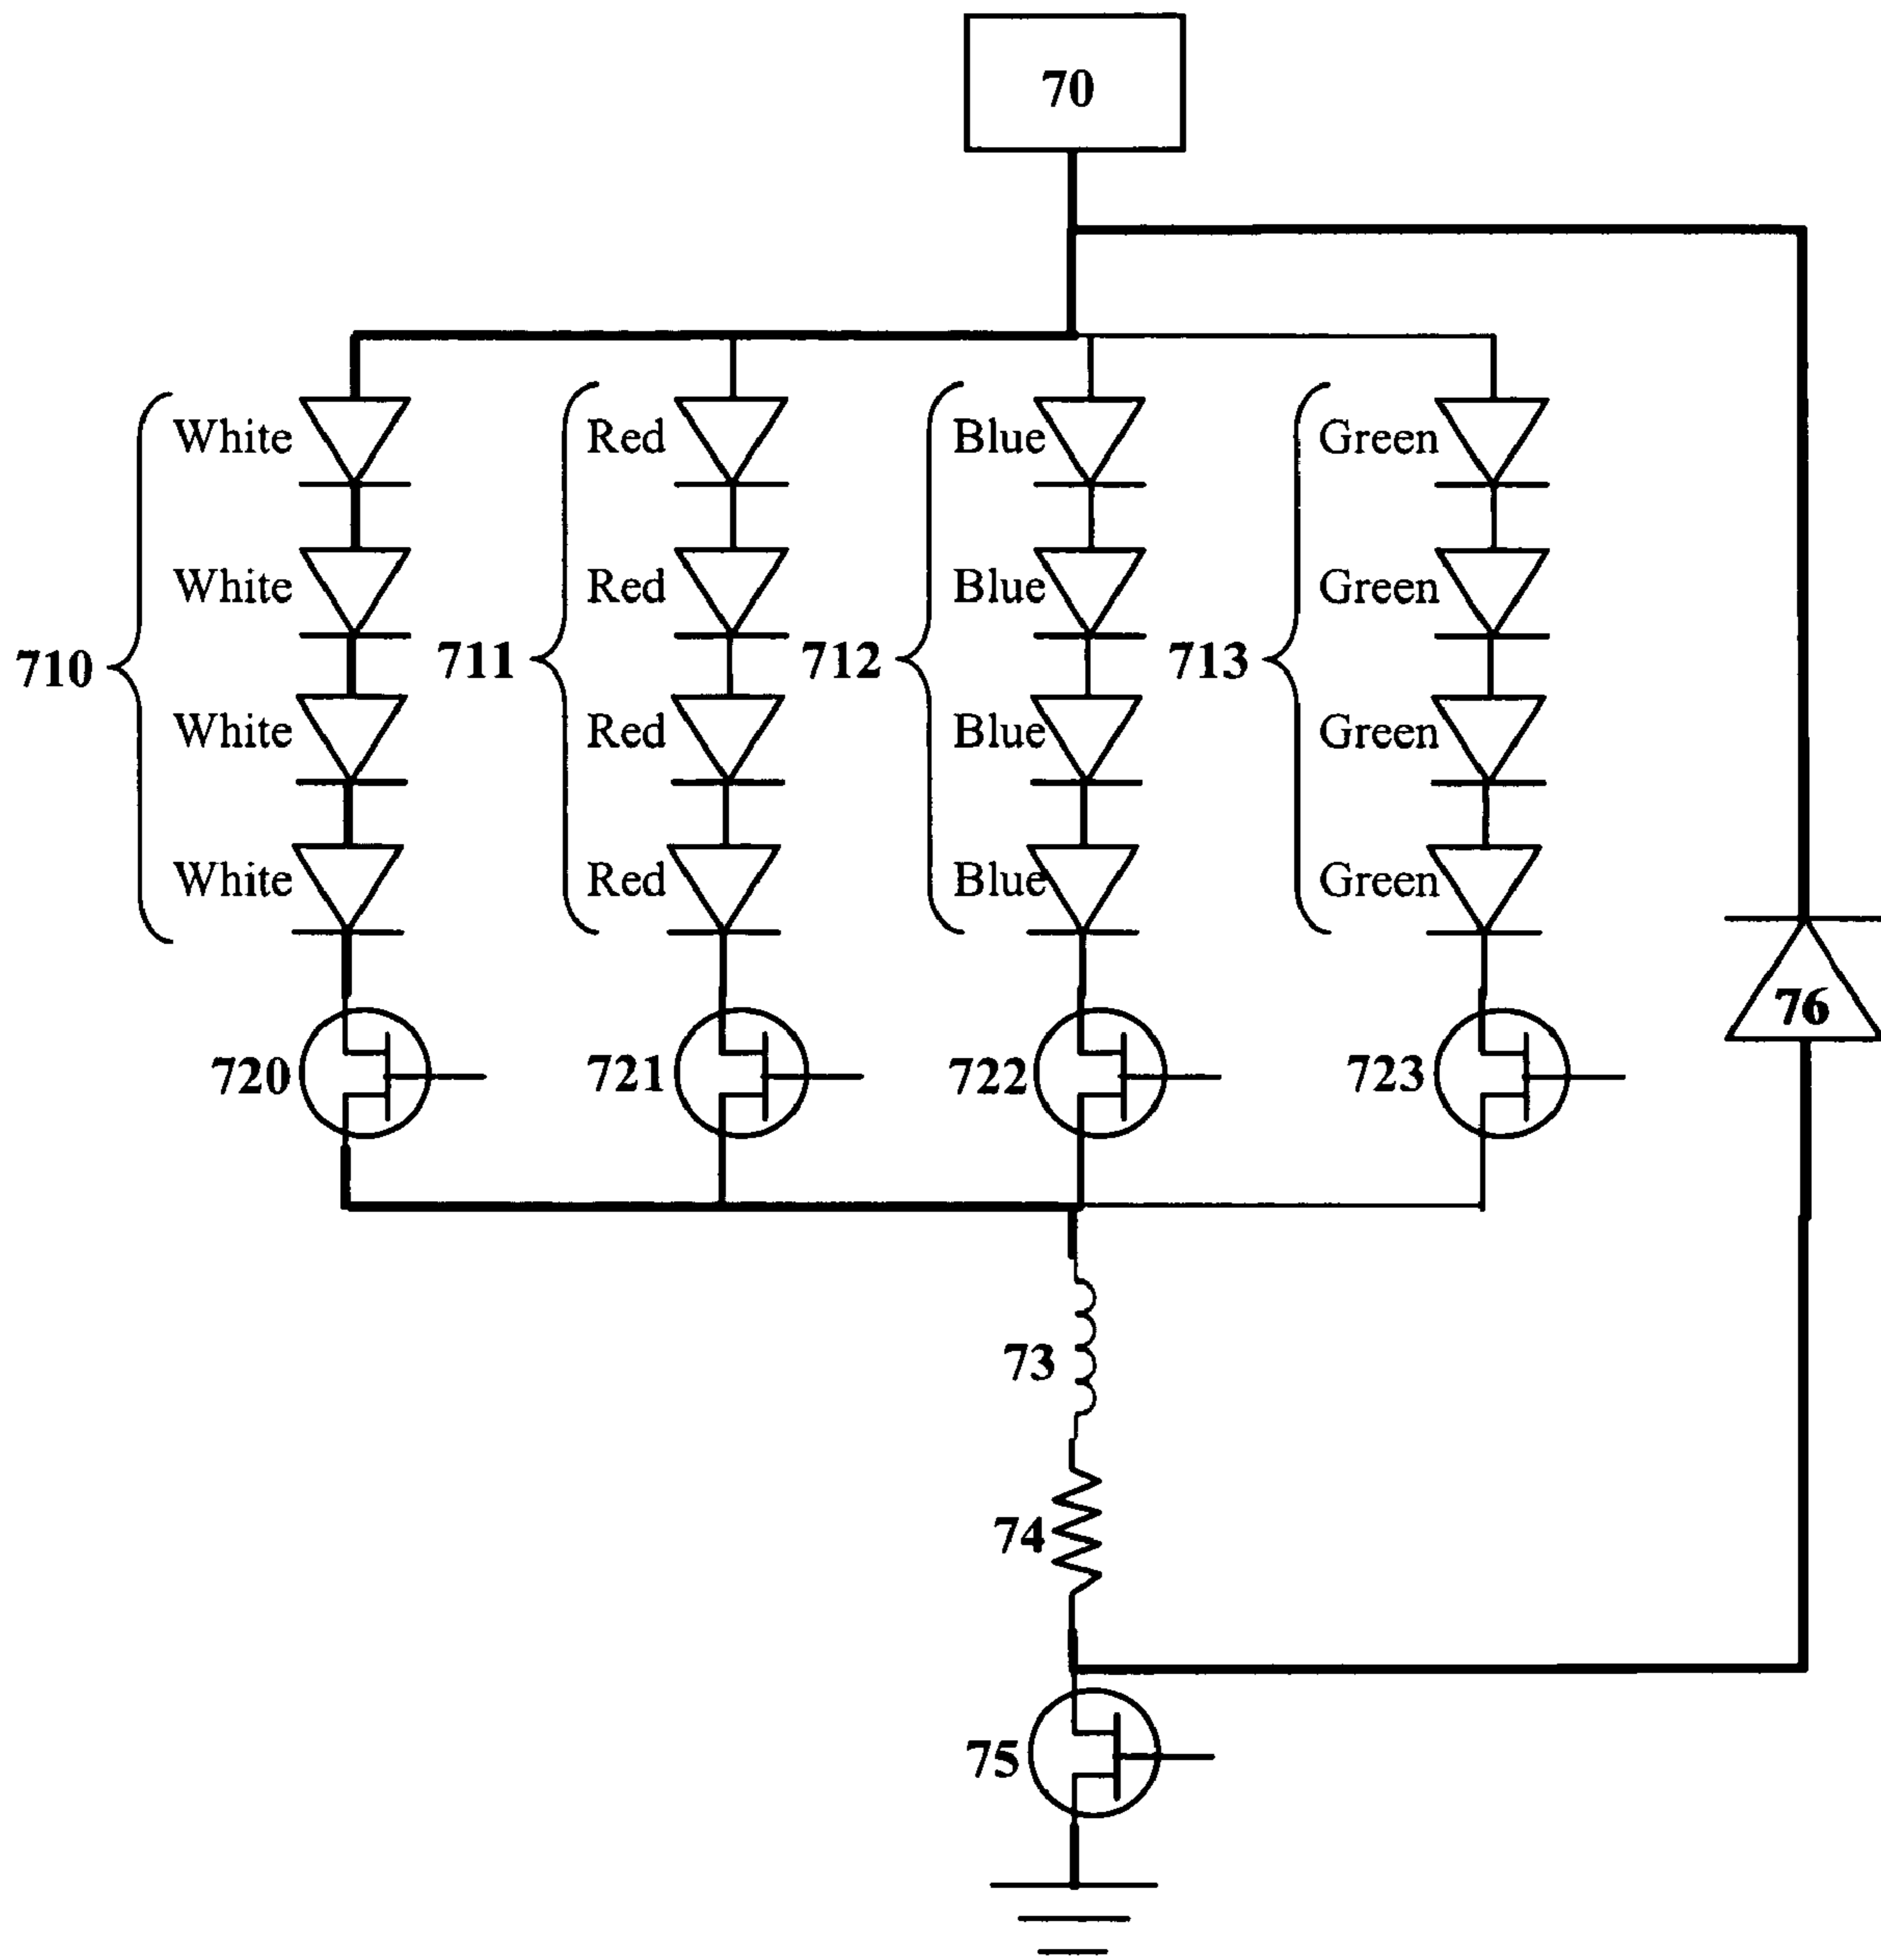 70
White Red Blue Green
White Red Blue Green
710 711 712 713
White Red Blue Green
White Red Blue Green
76
720 721 722 723
73
74
75